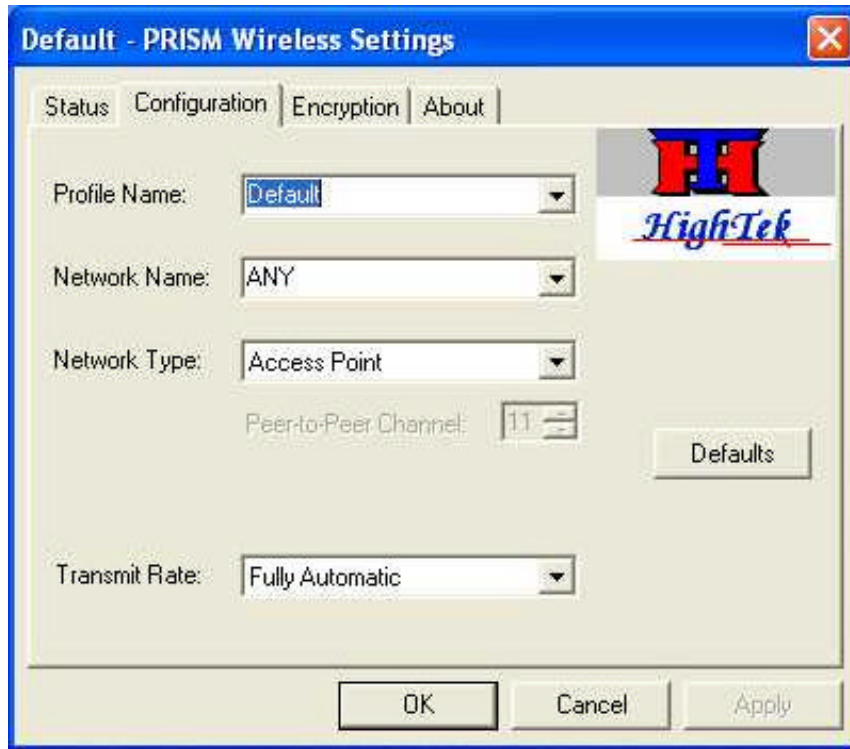 Default - PRISM Wireless Settings
Status Configuration Encryption About
HighTek
Profile Name: Default
Network Name: ANY
Network Type: Access Point
Peer-to-Peer Channel: 11
Defaults
Transmit Rate: Fully Automatic
OK Cancel Apply